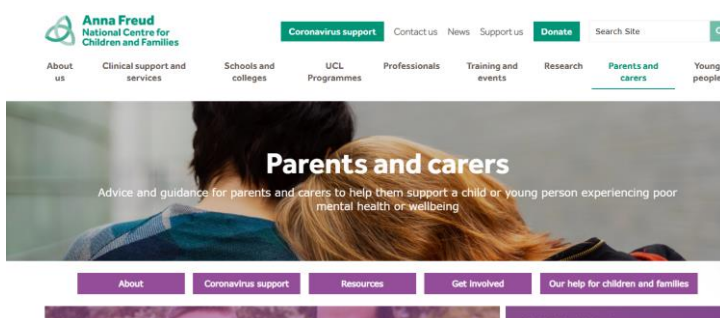 Anna Freud
National Centre for
Children and Families
Coronavirus support
Contact us
News
Support us
Donate
Search Site
About
us
Clinical support and
services
Schools and
colleges
UCL
Programmes
Professionals
Training and
events
Research
Parents and
carers
Young
people
Parents and carers
Advice and guidance for parents and carers to help them support a child or young person experiencing poor
mental health or wellbeing
About
Coronavirus support
Resources
Get Involved
Our help for children and families